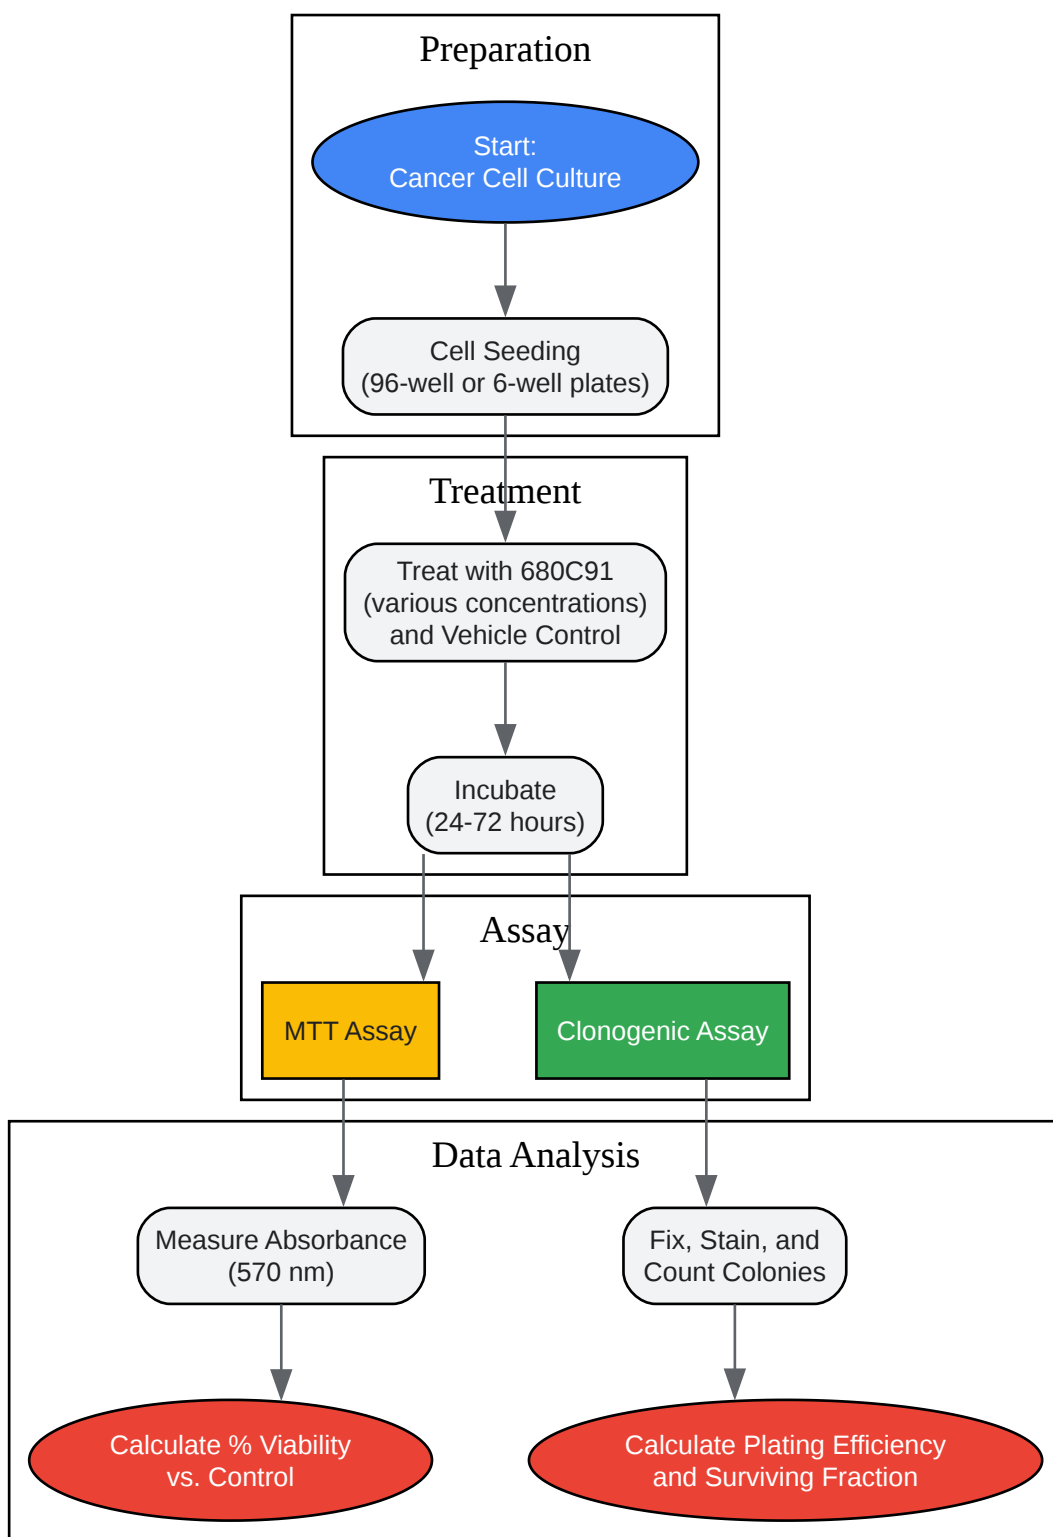 Preparation
Start:
Cancer Cell Culture
Cell Seeding
(96-well or 6-well plates)
Treatment
Treat with 680C91
(various concentrations)
and Vehicle Control
Incubate
(24-72 hours)
Assay
MTT Assay
Clonogenic Assay
Data Analysis
Measure Absorbance
(570 nm)
Fix, Stain, and
Count Colonies
Calculate % Viability
vs. Control
Calculate Plating Efficiency
and Surviving Fraction